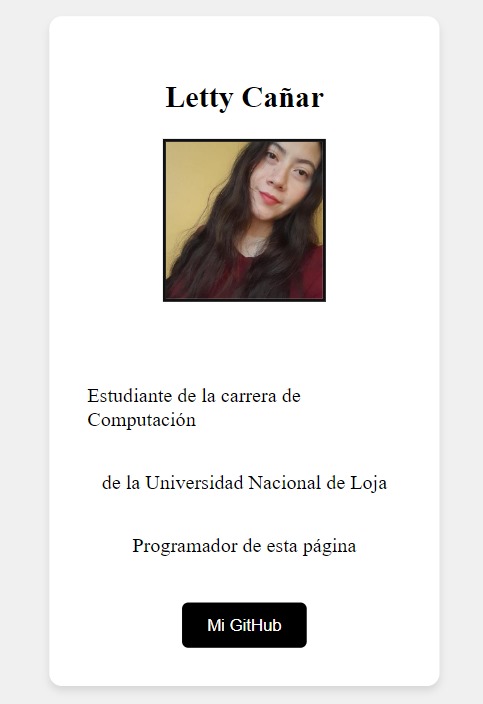 Letty Cañar
Estudiante de la carrera de
Computación
de la Universidad Nacional de Loja
Programador de esta página
Mi GitHub